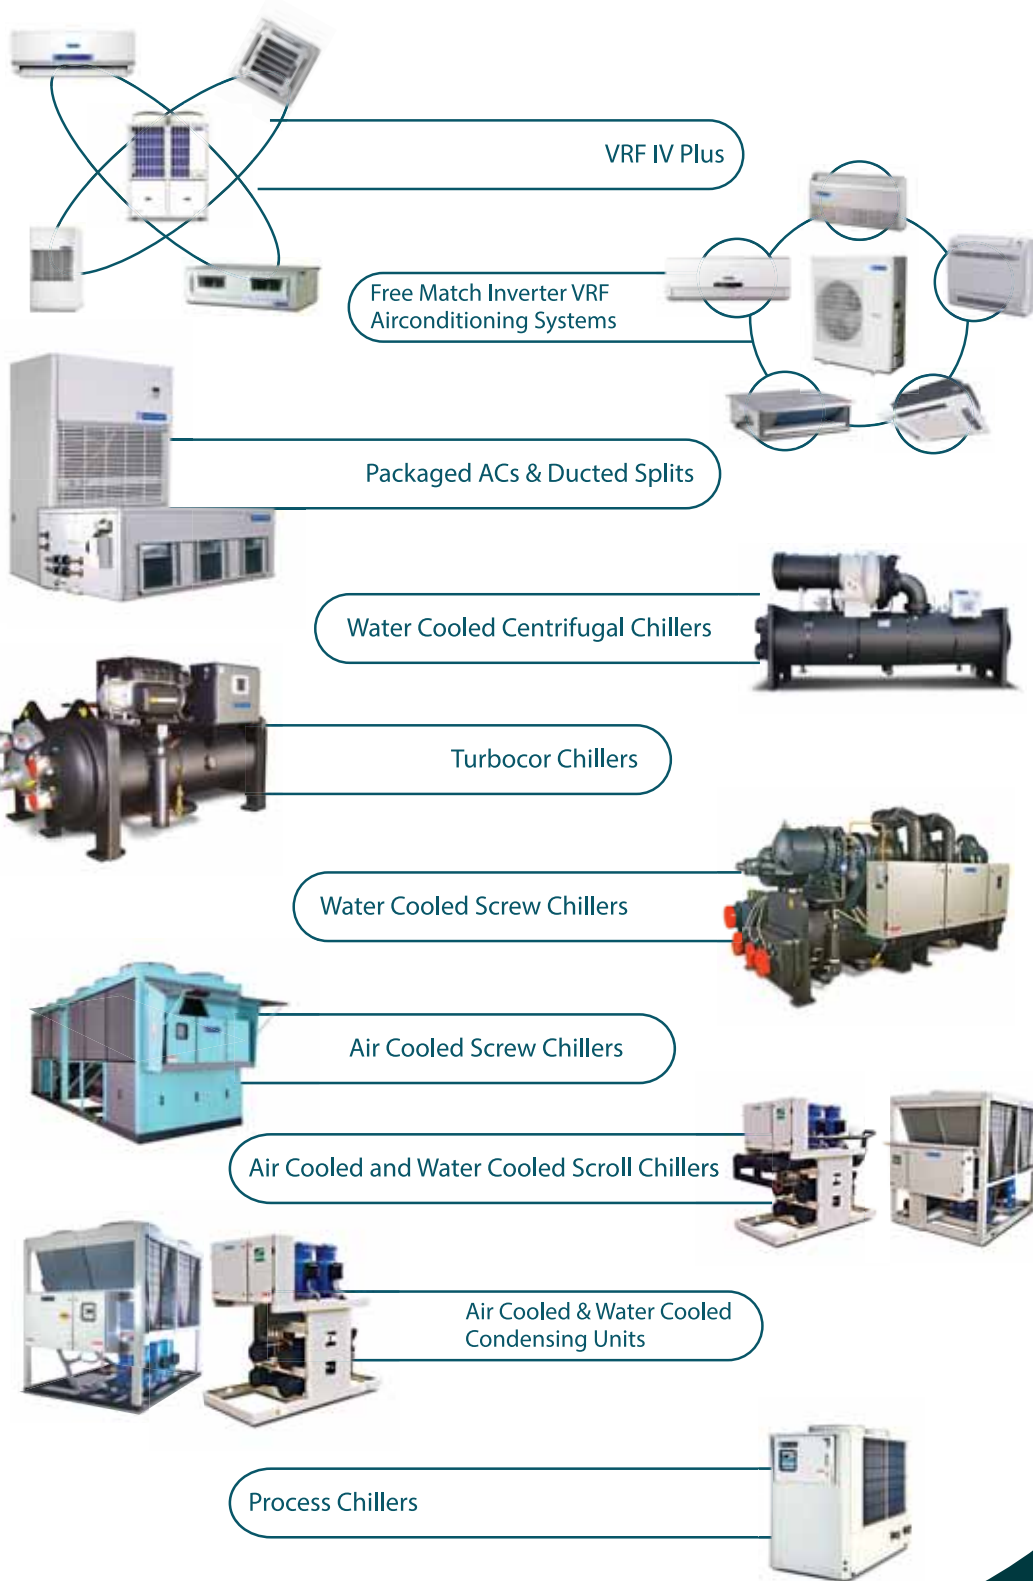 VRF IV Plus
Free Match Inverter VRF
Airconditioning Systems
Packaged ACs & Ducted Splits
Water Cooled Centrifugal Chillers
Turbocor Chillers
Water Cooled Screw Chillers
Air Cooled Screw Chillers
Air Cooled and Water Cooled Scroll Chillers
Air Cooled & Water Cooled
Condensing Units
Process Chillers